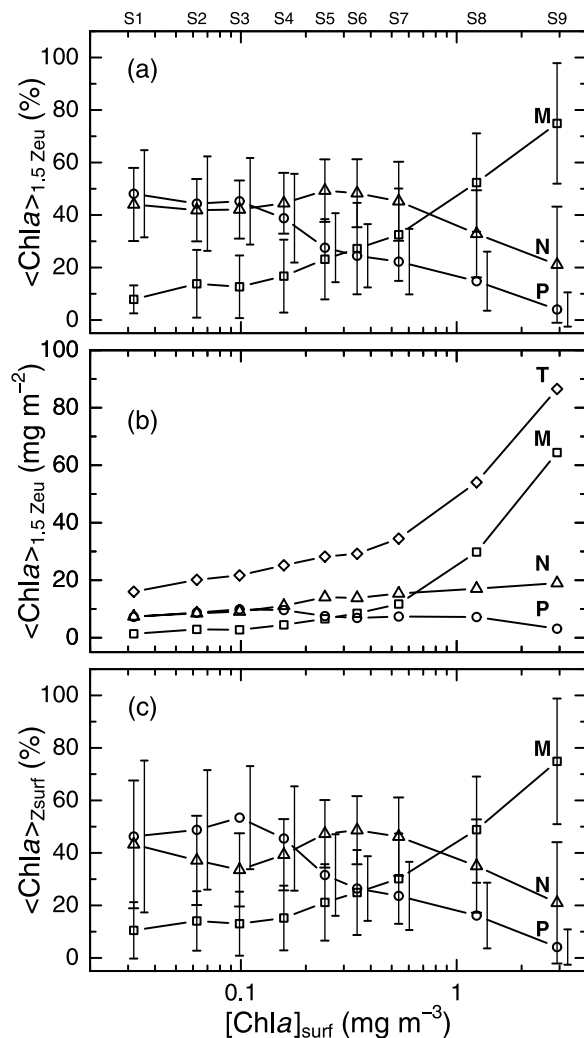 S1 S2 S3 S4 S5 S6 S7 S8 S9
(a)
100
80
60
40
20
0
<Chla>1.5 Zeu (%)
M
N
P
(b)
100
80
60
40
20
0
<Chla>1.5 Zeu (mg m−2)
T
M
N
P
(c)
100
80
60
40
20
0
<Chla>Zsurf (%)
M
N
P
0.1 1
[Chla]surf (mg m−3)